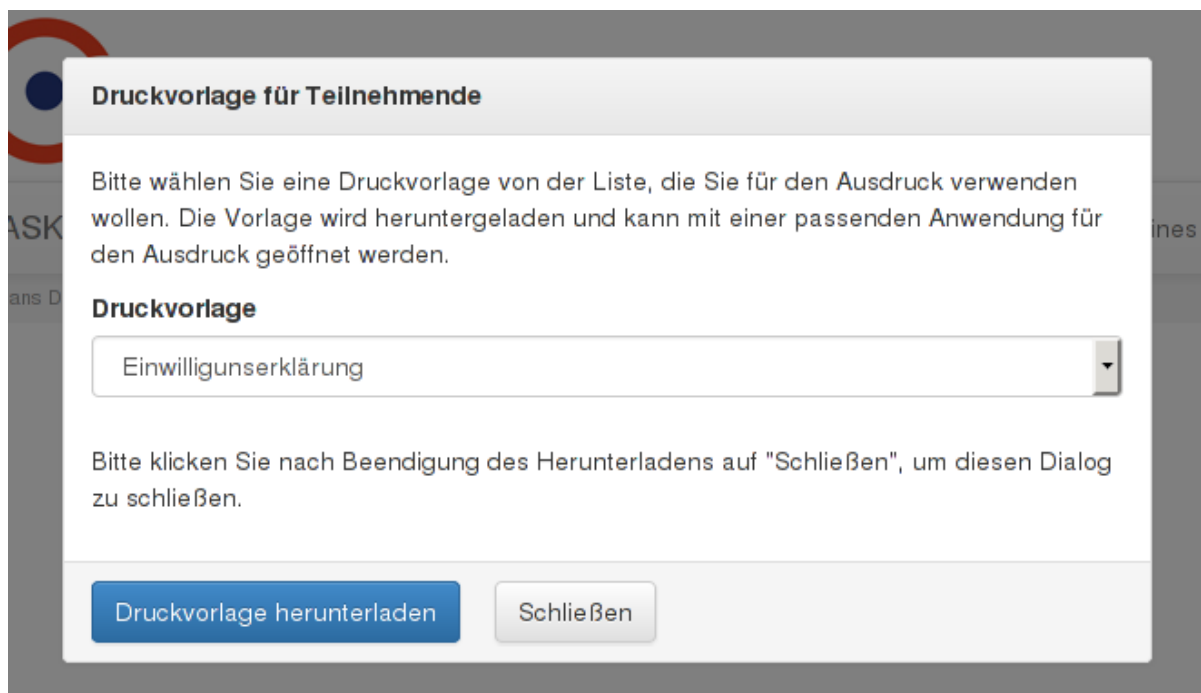 Druckvorlage für Teilnehmende
Bitte wählen Sie eine Druckvorlage von der Liste, die Sie für den Ausdruck verwenden
wollen. Die Vorlage wird heruntergeladen und kann mit einer passenden Anwendung für
den Ausdruck geöffnet werden.
Druckvorlage
Einwilligunserklärung
Bitte klicken Sie nach Beendigung des Herunterladens auf "Schließen", um diesen Dialog
zu schließen.
Druckvorlage herunterladen
Schließen